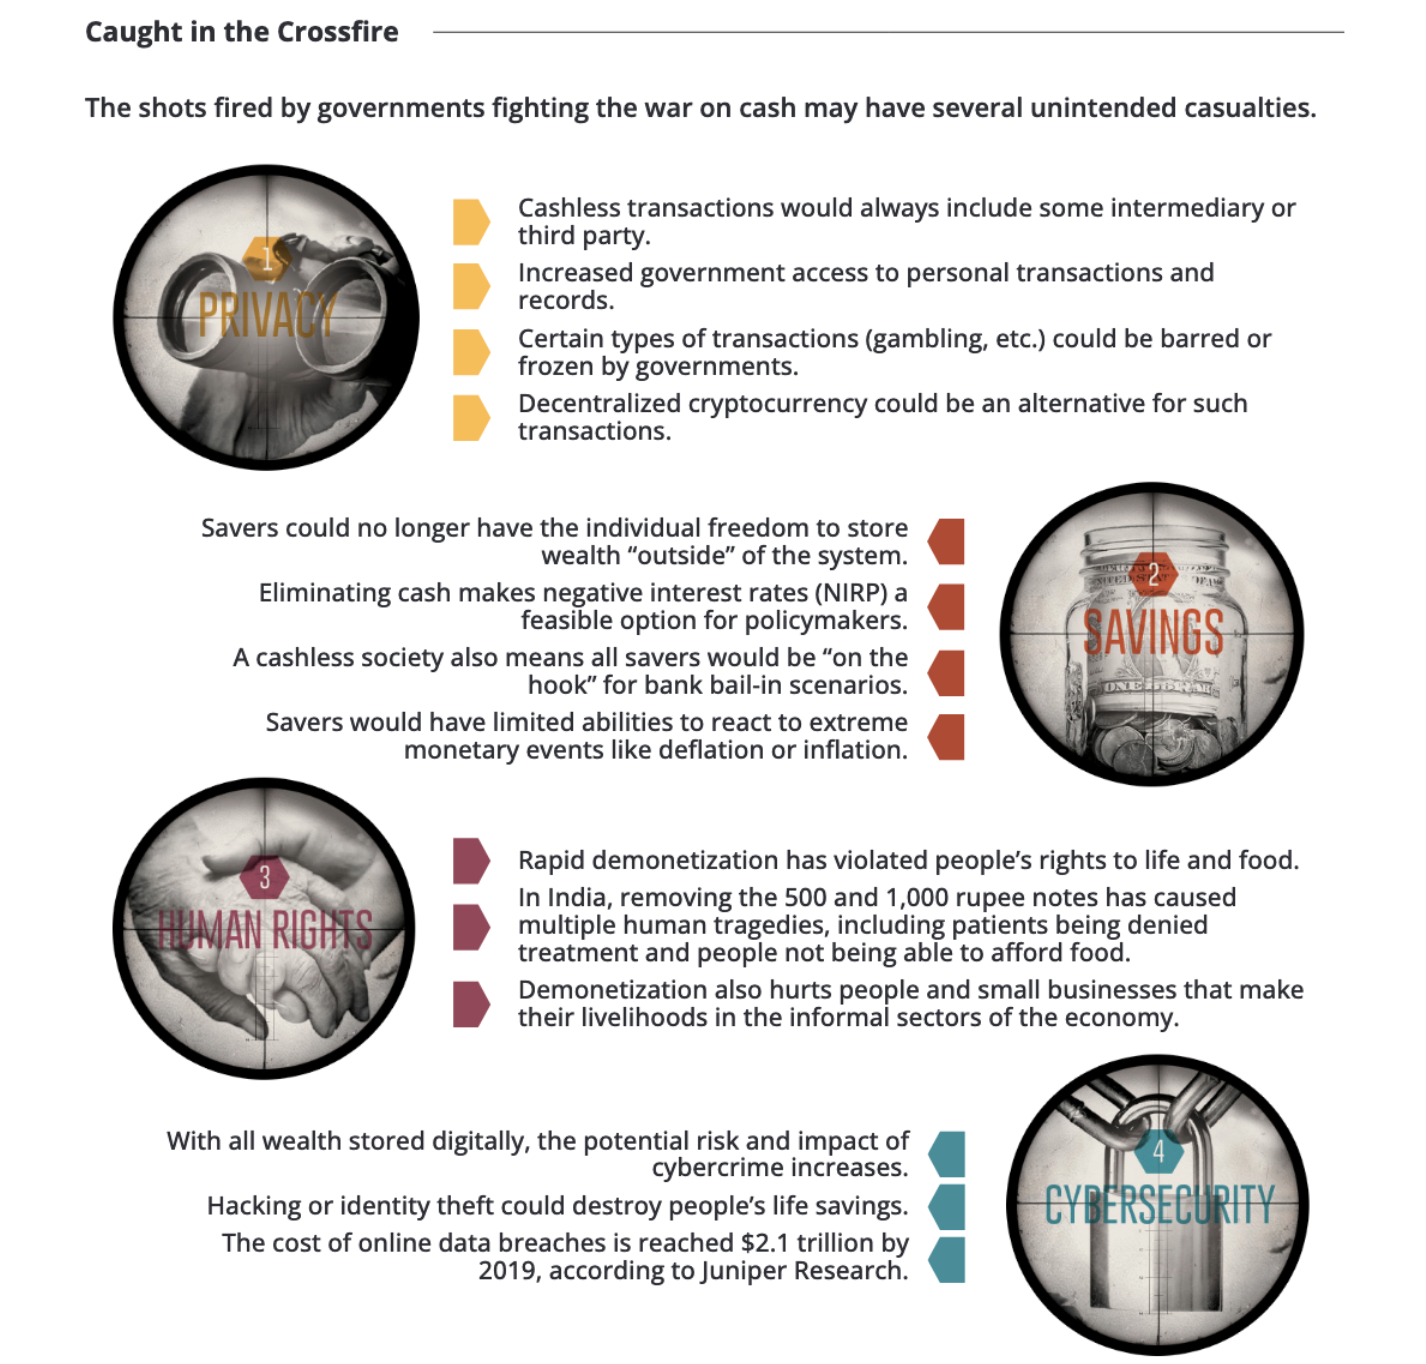 Caught in the Crossfire
The shots fired by governments fighting the war on cash may have several unintended casualties.
1
PRIVACY
Cashless transactions would always include some intermediary or
third party.
Increased government access to personal transactions and
records.
Certain types of transactions (gambling, etc.) could be barred or
frozen by governments.
Decentralized cryptocurrency could be an alternative for such
transactions.
Savers could no longer have the individual freedom to store
wealth “outside” of the system.
Eliminating cash makes negative interest rates (NIRP) a
feasible option for policymakers.
A cashless society also means all savers would be “on the
hook” for bank bail-in scenarios.
Savers would have limited abilities to react to extreme
monetary events like deflation or inflation.
2
SAVINGS
3
HUMAN RIGHTS
Rapid demonetization has violated people’s rights to life and food.
In India, removing the 500 and 1,000 rupee notes has caused
multiple human tragedies, including patients being denied
treatment and people not being able to afford food.
Demonetization also hurts people and small businesses that make
their livelihoods in the informal sectors of the economy.
With all wealth stored digitally, the potential risk and impact of
cybercrime increases.
Hacking or identity theft could destroy people’s life savings.
The cost of online data breaches is reached $2.1 trillion by
2019, according to Juniper Research.
4
CYBERSECURITY